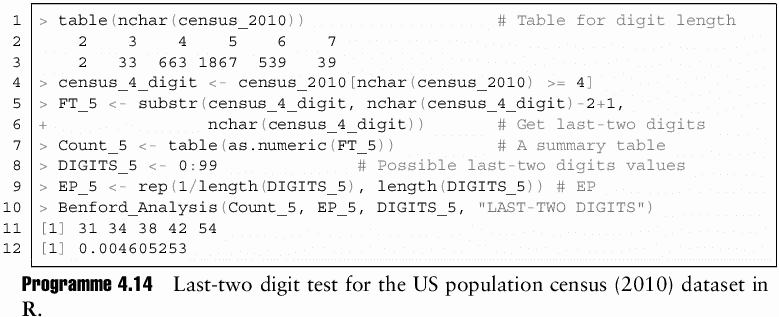 1 > table(nchar(census_2010)) # Table for digit length
2 2 3 4 5 6 7
3 2 33 663 1867 539 39
4 > census_4_digit <- census_2010[nchar(census_2010) >= 4]
5 > FT_5 <- substr(census_4_digit, nchar(census_4_digit)-2+1,
6 + nchar(census_4_digit)) # Get last-two digits
7 > Count_5 <- table(as.numeric(FT_5)) # A summary table
8 > DIGITS_5 <- 0:99 # Possible last-two digits values
9 > EP_5 <- rep(1/length(DIGITS_5), length(DIGITS_5)) # EP
10 > Benford_Analysis(Count_5, EP_5, DIGITS_5, "LAST-TWO DIGITS")
11 [1] 31 34 38 42 54
12 [1] 0.004605253
Programme 4.14 Last-two digit test for the US population census (2010) dataset in
R.